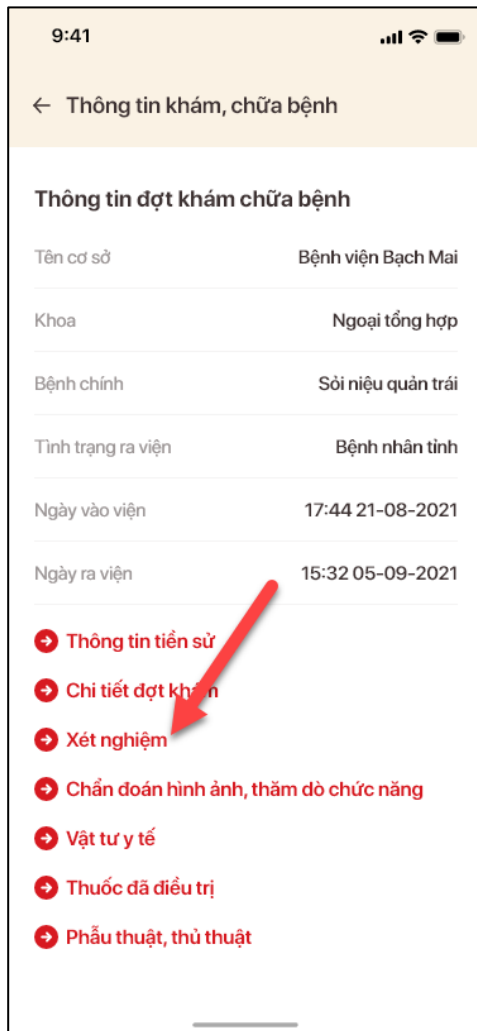 9:41
Thông tin khám, chữa bệnh
Thông tin đợt khám chữa bệnh
Tên cơ sở Bệnh viện Bạch Mai
Khoa Ngoại tổng hợp
Bệnh chính Sỏi niệu quản trái
Tình trạng ra viện Bệnh nhân tỉnh
Ngày vào viện 17:44 21-08-2021
Ngày ra viện 15:32 05-09-2021
Thông tin tiền sử
Chi tiết đợt khám
Xét nghiệm
Chẩn đoán hình ảnh, thăm dò chức năng
Vật tư y tế
Thuốc đã điều trị
Phẫu thuật, thủ thuật